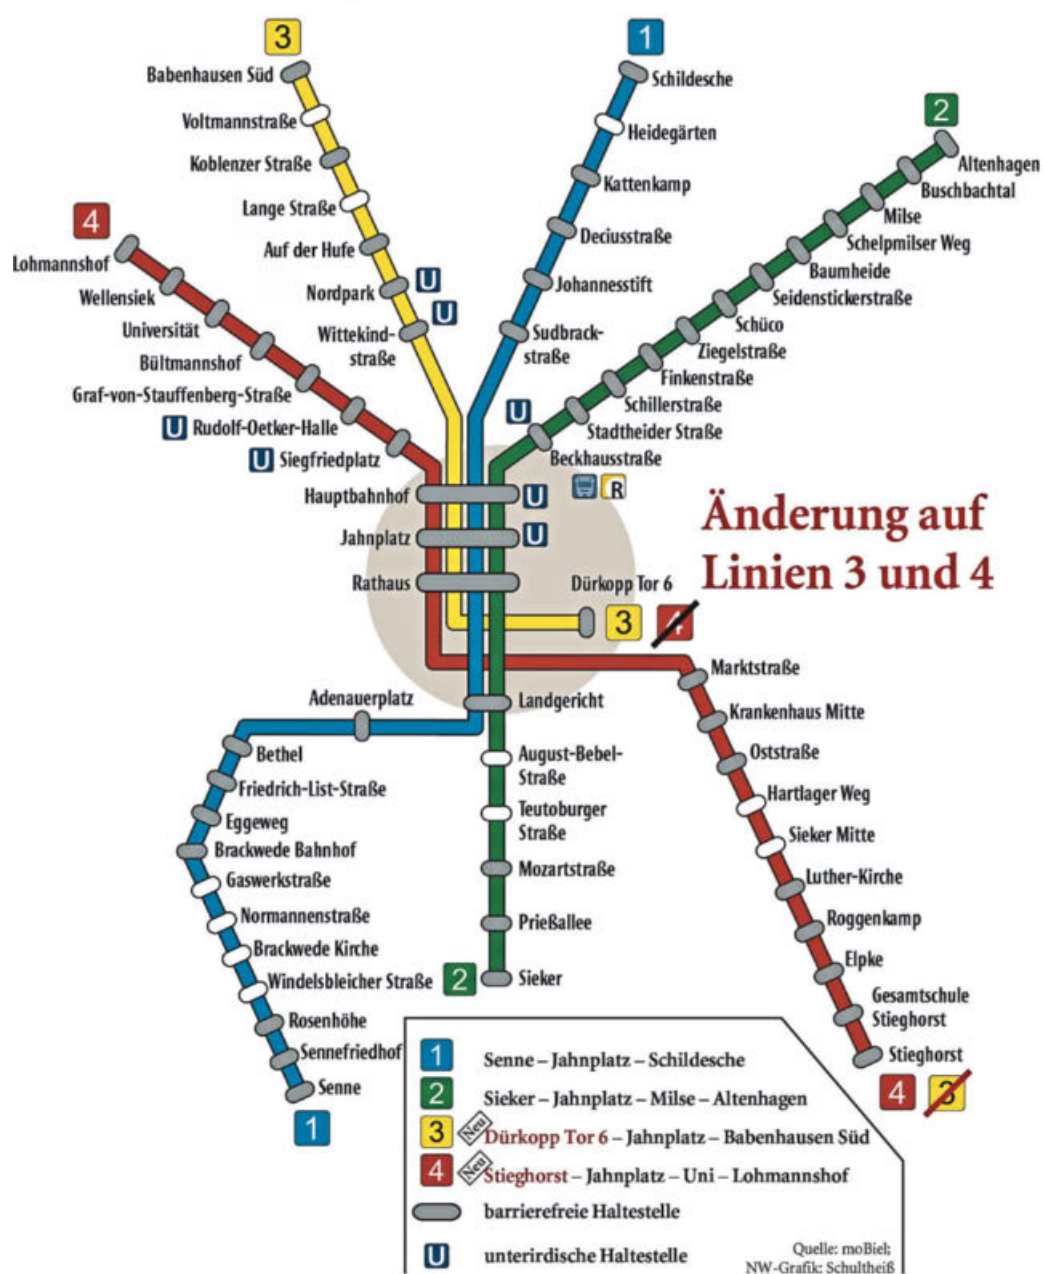 3
Babenhausen Süd
Voltmannstraße
Koblenzer Straße
Lange Straße
Auf der Hufe
Nordpark
U
U
Wittekind-
straße
1
Schildesche
Heidegärten
Kattenkamp
Deciusstraße
Johannesstift
Sudbrack-
straße
2
Altenhagen
Buschbachtal
Milse
Schelpmilser Weg
Baumheide
Seidenstickerstraße
Schüco
Ziegelstraße
Finkenstraße
Schillerstraße
Stadtheider Straße
U
Beckhausstraße
4
Lohmannshof
Wellensiek
Universität
Bültmannshof
Graf-von-Stauffenberg-Straße
U Rudolf-Oetker-Halle
U Siegfriedplatz
Hauptbahnhof U
R
Jahnplatz U
Rathaus
Dürkopp Tor 6
3 4
Änderung auf
Linien 3 und 4
Marktstraße
Krankenhaus Mitte
Oststraße
Hartlager Weg
Sieker Mitte
Luther-Kirche
Roggenkamp
Elpke
Gesamtschule
Stieghorst
Stieghorst
4 3
Landgericht
August-Bebel-
Straße
Teutoburger
Straße
Mozartstraße
Prießallee
2 Sieker
Adenauerplatz
Bethel
Friedrich-List-Straße
Eggeweg
Brackwede Bahnhof
Gaswerkstraße
Normannenstraße
Brackwede Kirche
Windelsbleicher Straße
Rosenhöhe
Sennefriedhof
Senne
1
1 Senne – Jahnplatz – Schildesche
2 Sieker – Jahnplatz – Milse – Altenhagen
3 Neu Dürkopp Tor 6 – Jahnplatz – Babenhausen Süd
4 Neu Stieghorst – Jahnplatz – Uni – Lohmannshof
barrierefreie Haltestelle
U unterirdische Haltestelle
Quelle: moBiel;
NW-Grafik: Schultheiß